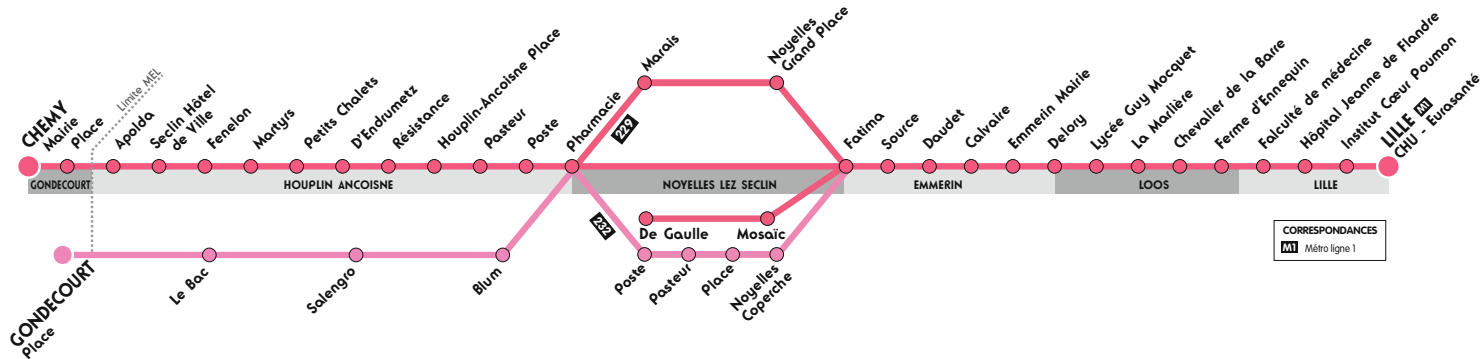 CHEMY
Mairie
Place
Limite MEL
Apolda
Seclin Hôtel
de Ville
Fenelon
Martyrs
Petits Chalets
D'Endrumetz
Résistance
Houplin-Ancoisne Place
Pasteur
Poste
Pharmacie
229
Marais
Noyelles
Grand Place
Fatima
Source
Daudet
Calvaire
Emmerin Mairie
Delory
Lycée Guy Mocquet
La Marlière
Chevalier de la Barre
Ferme d'Ennequin
Falculté de médecine
Hôpital Jeanne de Flandre
Institut Cœur Poumon
LILLE M1
CHU - Eurasanté
GONDECOURT
HOUPLIN ANCOISNE
NOYELLES LEZ SECLIN
EMMERIN
LOOS
LILLE
232
De Gaulle
Mosaïc
GONDECOURT
Place
Le Bac
Salengro
Blum
Poste
Pasteur
Place
Noyelles
Coperche
CORRESPONDANCES
M1 Métro ligne 1